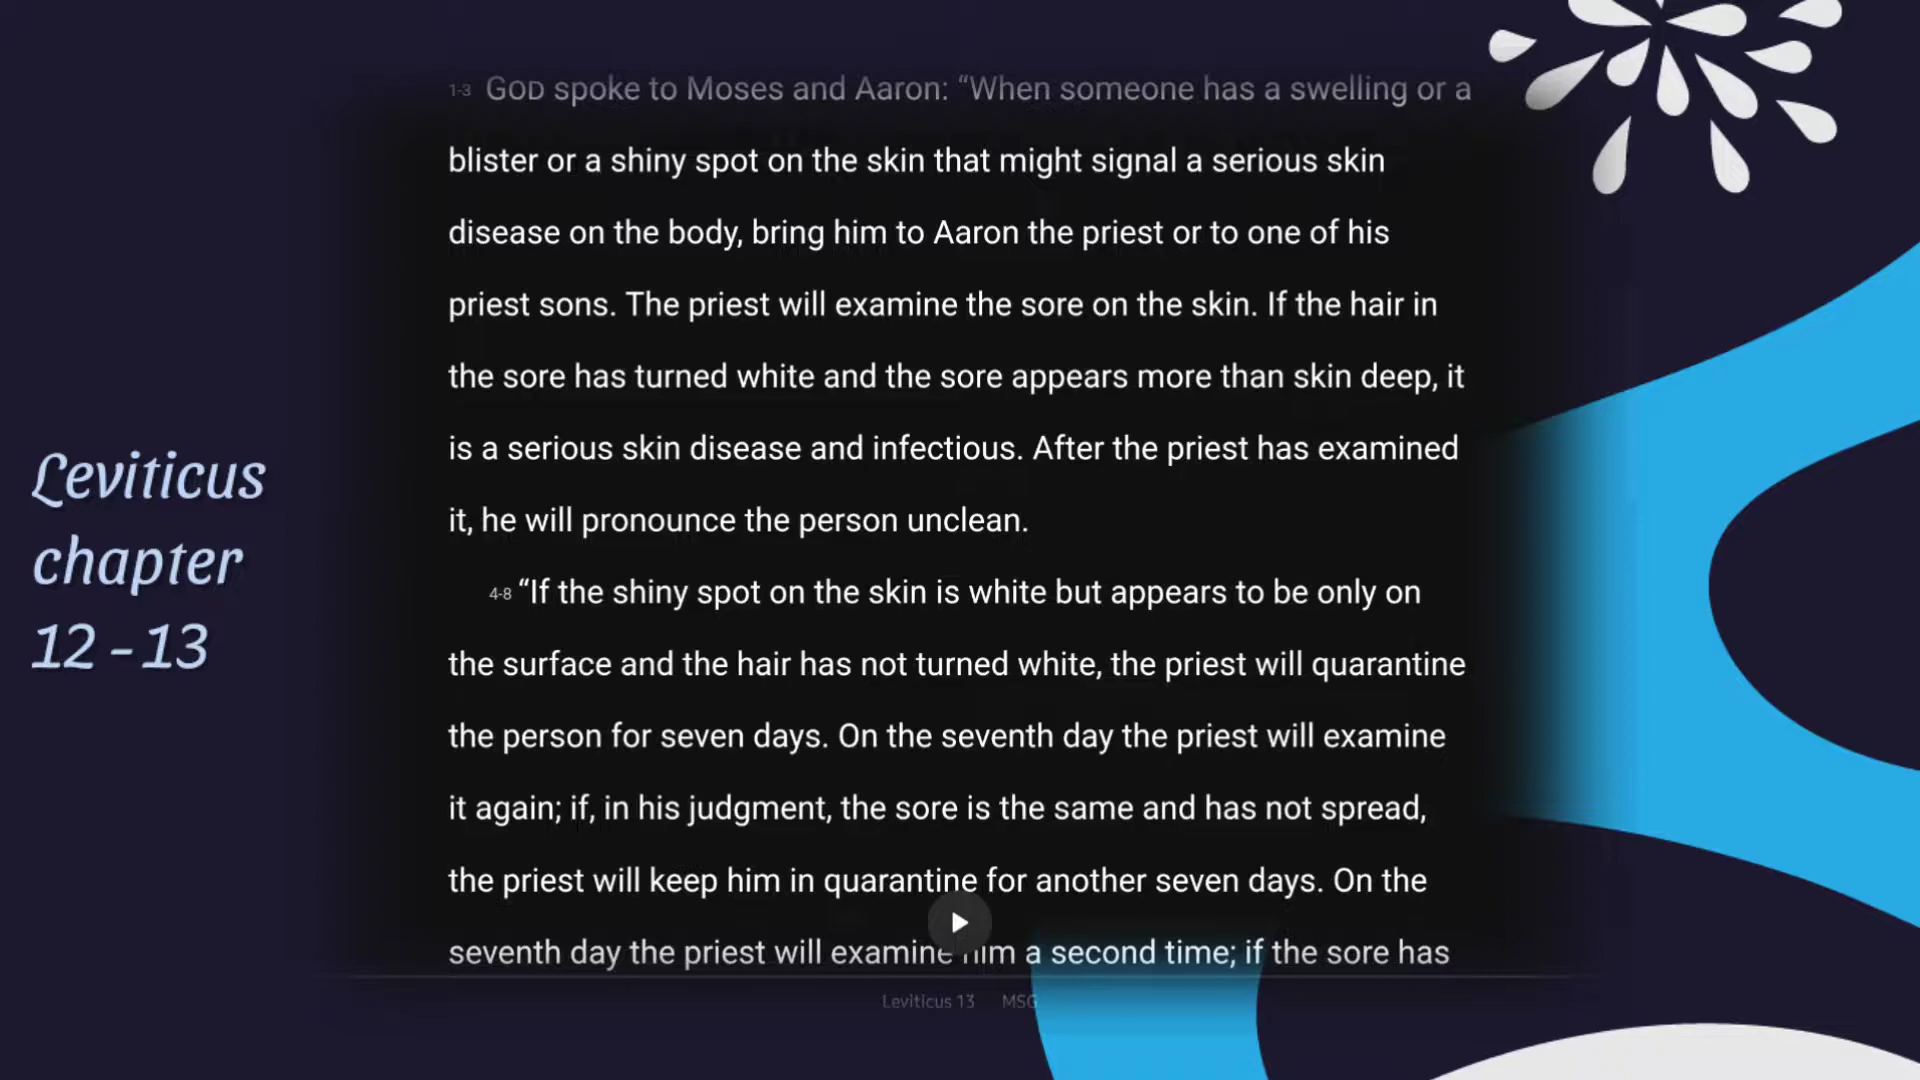 1-3 GOD spoke to Moses and Aaron: “When someone has a swelling or a
blister or a shiny spot on the skin that might signal a serious skin
disease on the body, bring him to Aaron the priest or to one of his
priest sons. The priest will examine the sore on the skin. If the hair in
the sore has turned white and the sore appears more than skin deep, it
is a serious skin disease and infectious. After the priest has examined
it, he will pronounce the person unclean.
4-8 “If the shiny spot on the skin is white but appears to be only on
the surface and the hair has not turned white, the priest will quarantine
the person for seven days. On the seventh day the priest will examine
it again; if, in his judgment, the sore is the same and has not spread,
the priest will keep him in quarantine for another seven days. On the
seventh day the priest will examine him a second time; if the sore has
Leviticus 13 MSG
Leviticus
chapter
12 - 13